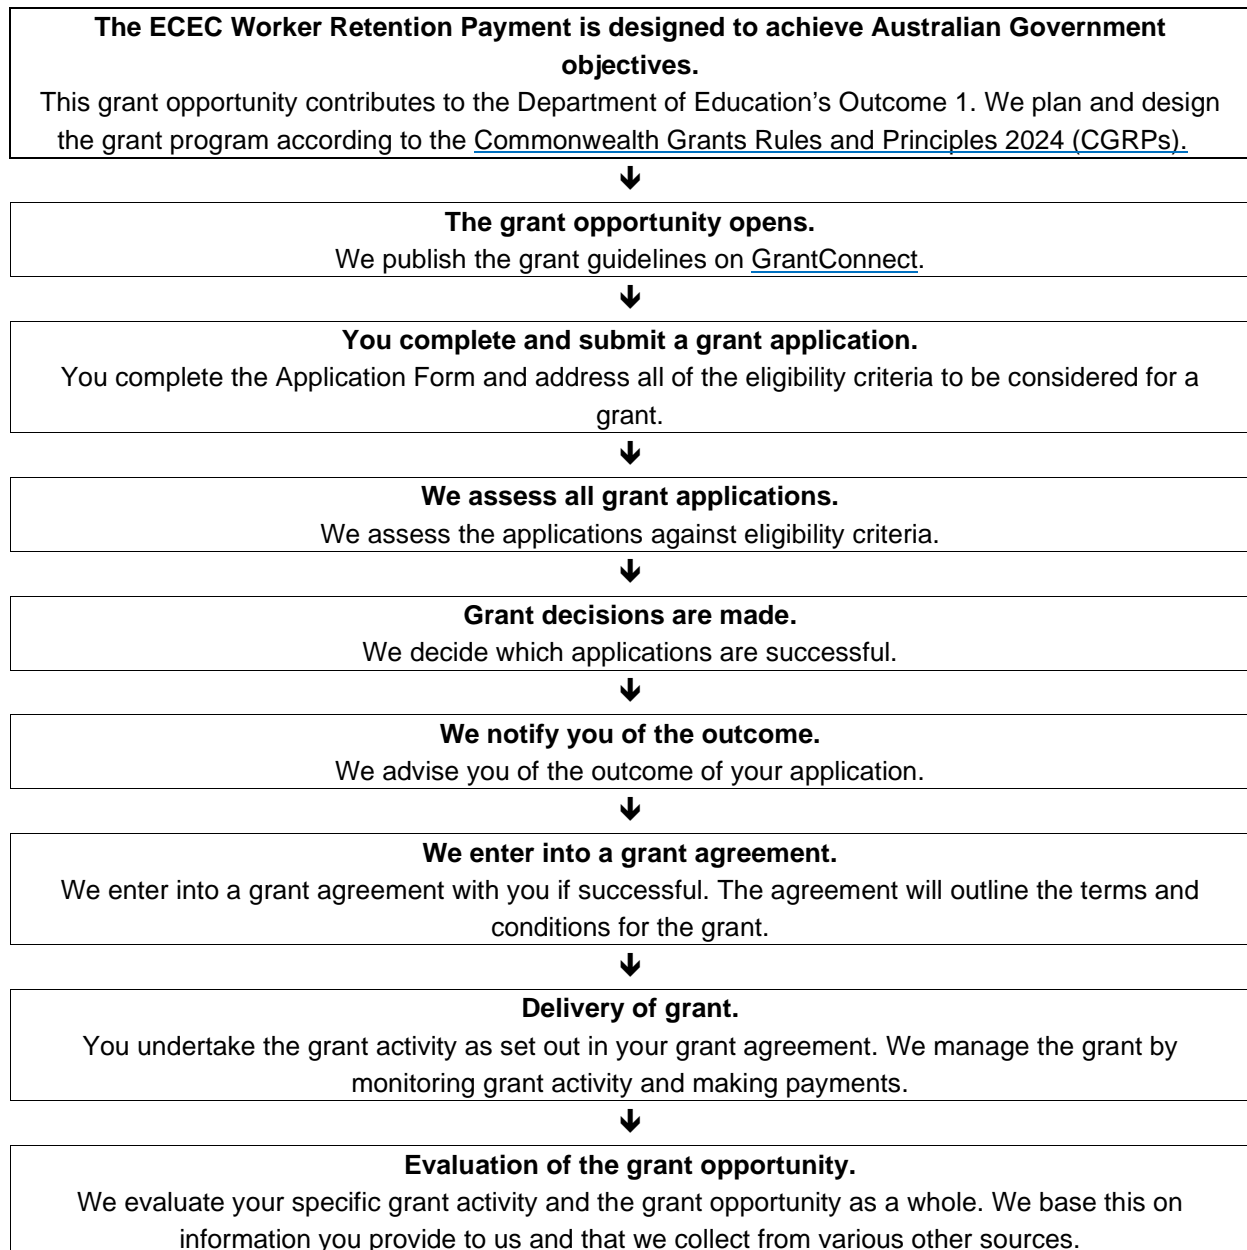 The ECEC Worker Retention Payment is designed to achieve Australian Government
objectives.
This grant opportunity contributes to the Department of Education's Outcome 1. We plan and design
the grant program according to the Commonwealth Grants Rules and Principles 2024 (CGRPs).
The grant opportunity opens.
We publish the grant guidelines on GrantConnect.
You complete and submit a grant application.
You complete the Application Form and address all of the eligibility criteria to be considered for a
grant.
We assess all grant applications.
We assess the applications against eligibility criteria.
Grant decisions are made.
We decide which applications are successful.
We notify you of the outcome.
We advise you of the outcome of your application.
We enter into a grant agreement.
We enter into a grant agreement with you if successful. The agreement will outline the terms and
conditions for the grant.
Delivery of grant.
You undertake the grant activity as set out in your grant agreement. We manage the grant by
monitoring grant activity and making payments.
Evaluation of the grant opportunity.
We evaluate your specific grant activity and the grant opportunity as a whole. We base this on
information you provide to us and that we collect from various other sources.